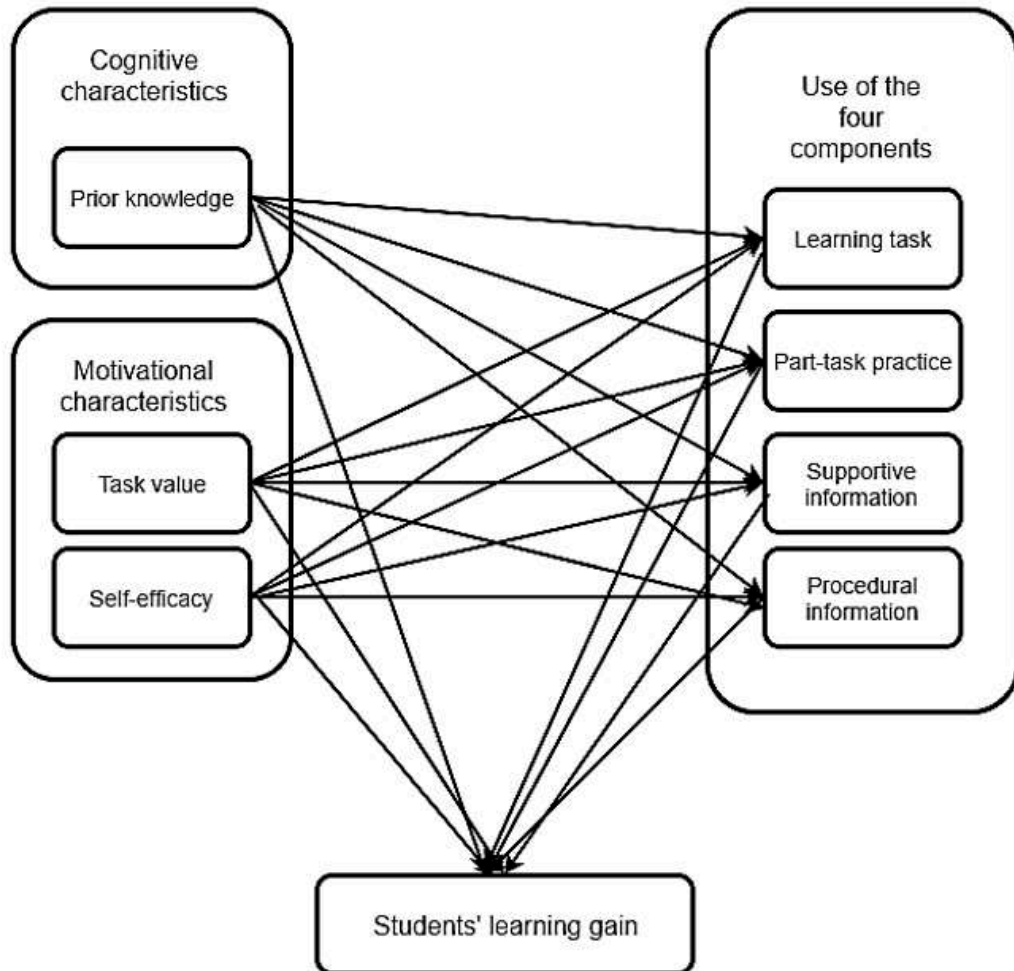 Cognitive
characteristics
Prior knowledge
Motivational
characteristics
Task value
Self-efficacy
Use of the
four
components
Learning task
Part-task practice
Supportive
information
Procedural
information
Students' learning gain